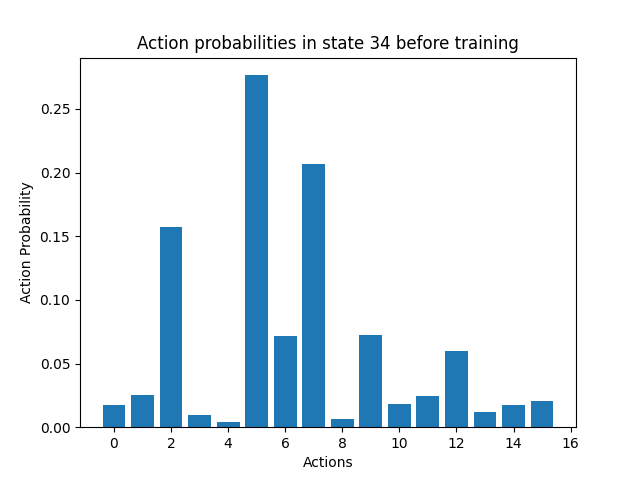 Action probabilities in state 34 before training
0.25
0.20
0.15
0.10
0.05
0.00
Action Probability
0 2 4 6 8 10 12 14 16
Actions